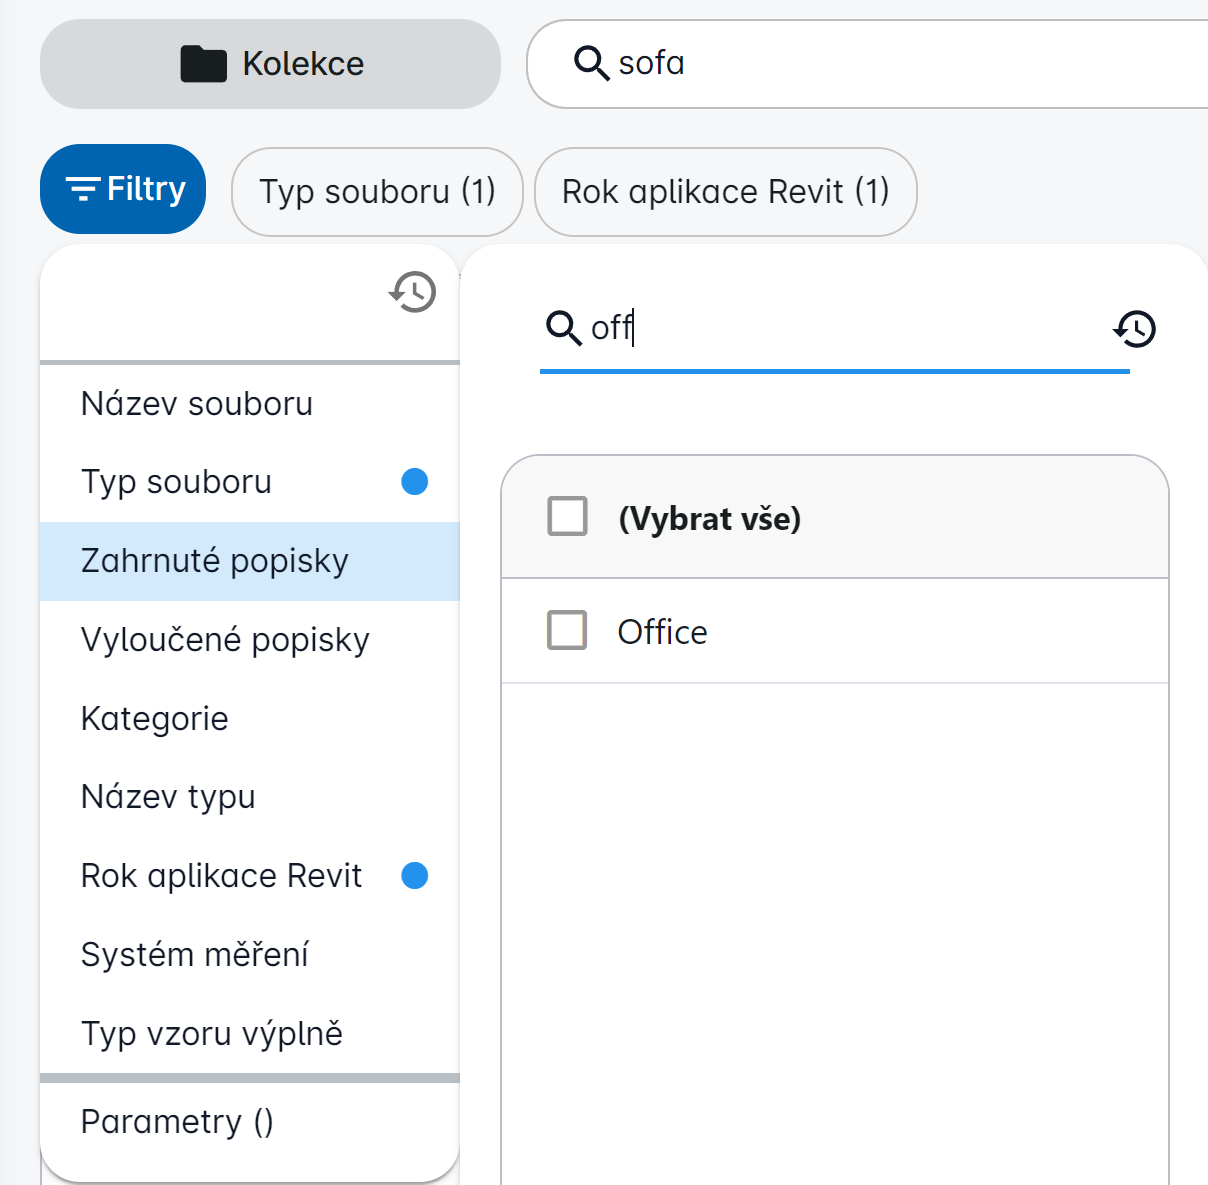 Kolekce
sofa
Filtry
Typ souboru (1)
Rok aplikace Revit (1)
off
Název souboru
Typ souboru
Zahrnuté popisky
Vyloučené popisky
Kategorie
Název typu
Rok aplikace Revit
Systém měření
Typ vzoru výplně
Parametry ()
(Vybrat vše)
Office